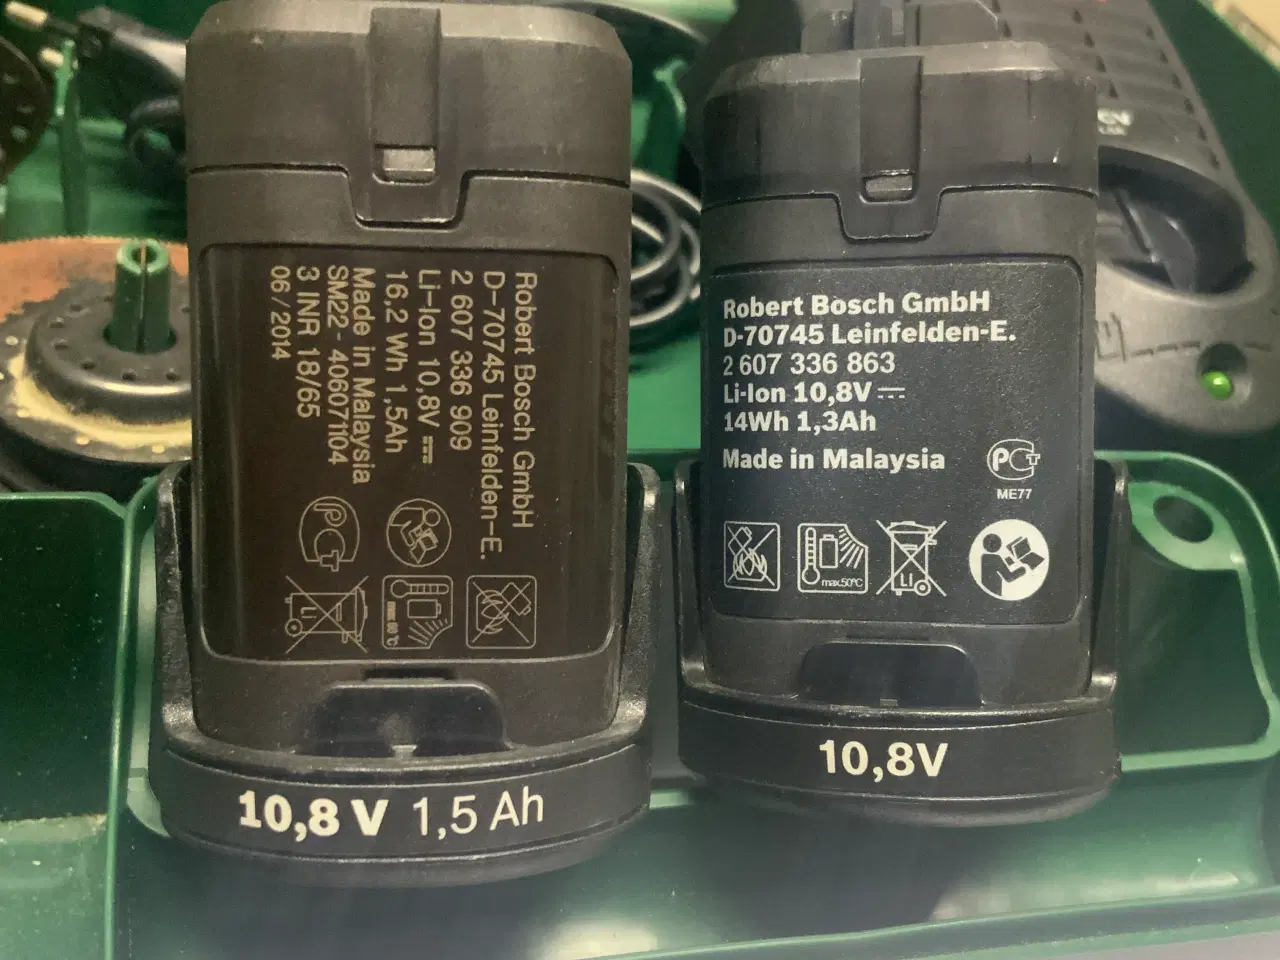 Robert Bosch GmbH
D-70745 Leinfelden-E.
2 607 336 909
Li-Ion 10,8V
16,2 Wh 1,5Ah
Made in Malaysia
SM22 - 406071104
3 INR 18/65
06/2014
LI
10,8 V 1,5 Ah
Robert Bosch GmbH
D-70745 Leinfelden-E.
2 607 336 863
Li-Ion 10,8V
14Wh 1,3Ah
Made in Malaysia
ME77
max.50°C
LI
10,8V